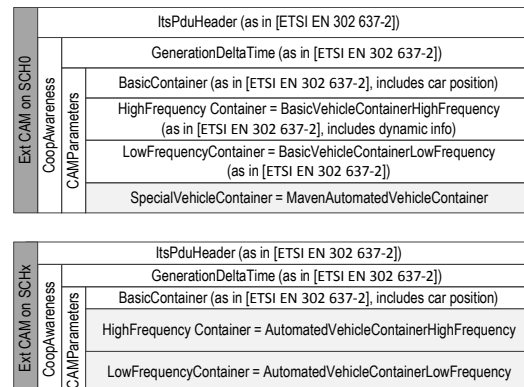 Ext CAM on SCH0
CoopAwareness
CAMParameters
ItsPduHeader (as in [ETSI EN 302 637-2])
GenerationDeltaTime (as in [ETSI EN 302 637-2])
BasicContainer (as in [ETSI EN 302 637-2], includes car position)
HighFrequency Container = BasicVehicleContainerHighFrequency
(as in [ETSI EN 302 637-2], includes dynamic info)
LowFrequencyContainer = BasicVehicleContainerLowFrequency
(as in [ETSI EN 302 637-2])
SpecialVehicleContainer = MavenAutomatedVehicleContainer
Ext CAM on SCHx
CoopAwareness
CAMParameters
ItsPduHeader (as in [ETSI EN 302 637-2])
GenerationDeltaTime (as in [ETSI EN 302 637-2])
BasicContainer (as in [ETSI EN 302 637-2], includes car position)
HighFrequency Container = AutomatedVehicleContainerHighFrequency
LowFrequencyContainer = AutomatedVehicleContainerLowFrequency